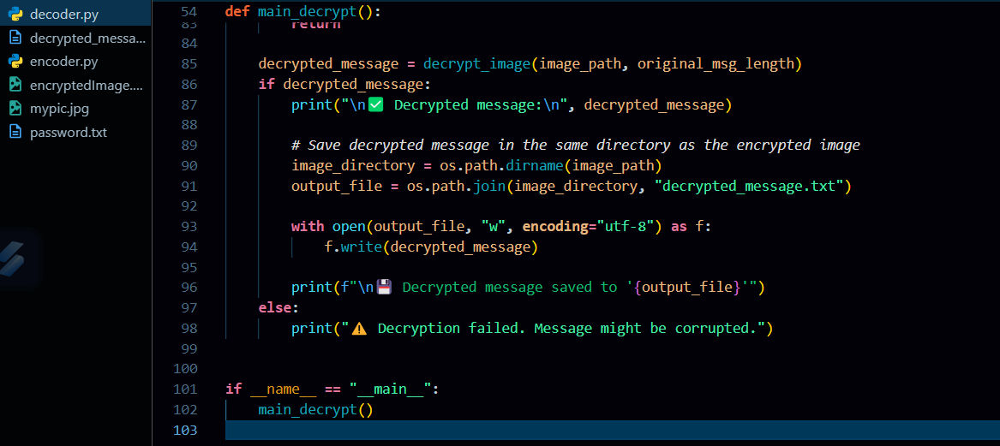 decoder.py
decrypted_messa...
encoder.py
encryptedImage....
mypic.jpg
password.txt
54 def main_decrypt():
83 return
84
85 decrypted_message = decrypt_image(image_path, original_msg_length)
86 if decrypted_message:
87 print("\n✅ Decrypted message:\n", decrypted_message)
88
89 # Save decrypted message in the same directory as the encrypted image
90 image_directory = os.path.dirname(image_path)
91 output_file = os.path.join(image_directory, "decrypted_message.txt")
92
93 with open(output_file, "w", encoding="utf-8") as f:
94 f.write(decrypted_message)
95
96 print(f"\n💾 Decrypted message saved to '{output_file}'")
97 else:
98 print("⚠️ Decryption failed. Message might be corrupted.")
99
100
101 if __name__ == "__main__":
102 main_decrypt()
103